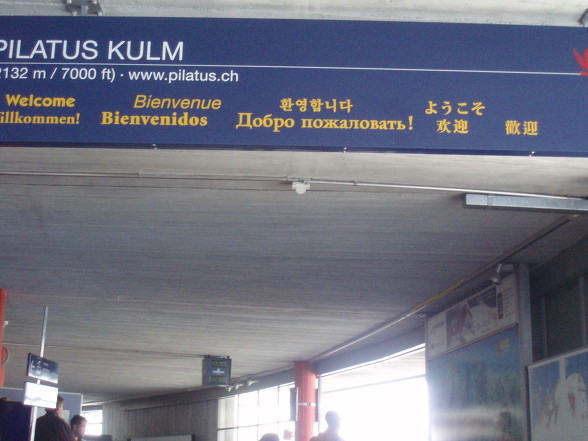 PILATUS KULM
2132 m / 7000 ft) · www.pilatus.ch
Welcome Bienvenue 환영합니다 ようこそ
illkommen! Bienvenidos Добро пожаловать! 欢迎 歡迎